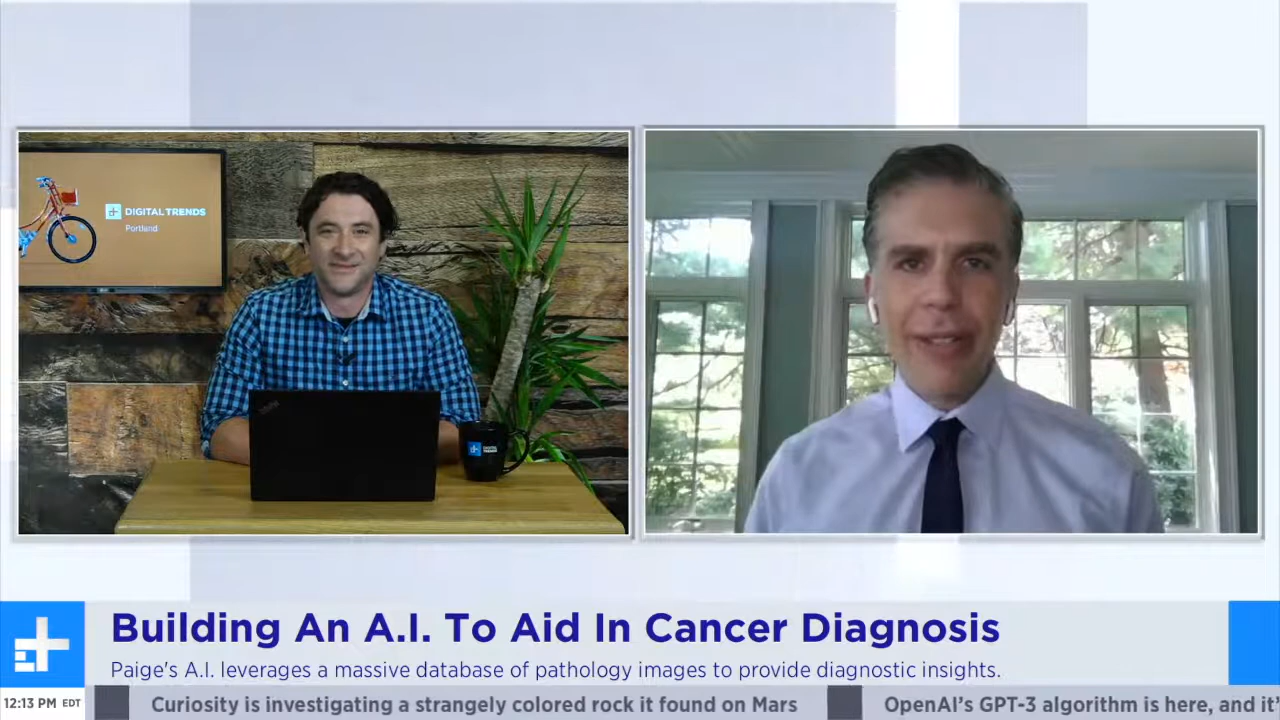 DIGITAL TRENDS
Portland
DIGITAL
TRENDS
Building An A.I. To Aid In Cancer Diagnosis
Paige's A.I. leverages a massive database of pathology images to provide diagnostic insights.
12:13 PM EDT
Curiosity is investigating a strangely colored rock it found on Mars
OpenAI’s GPT-3 algorithm is here, and it'